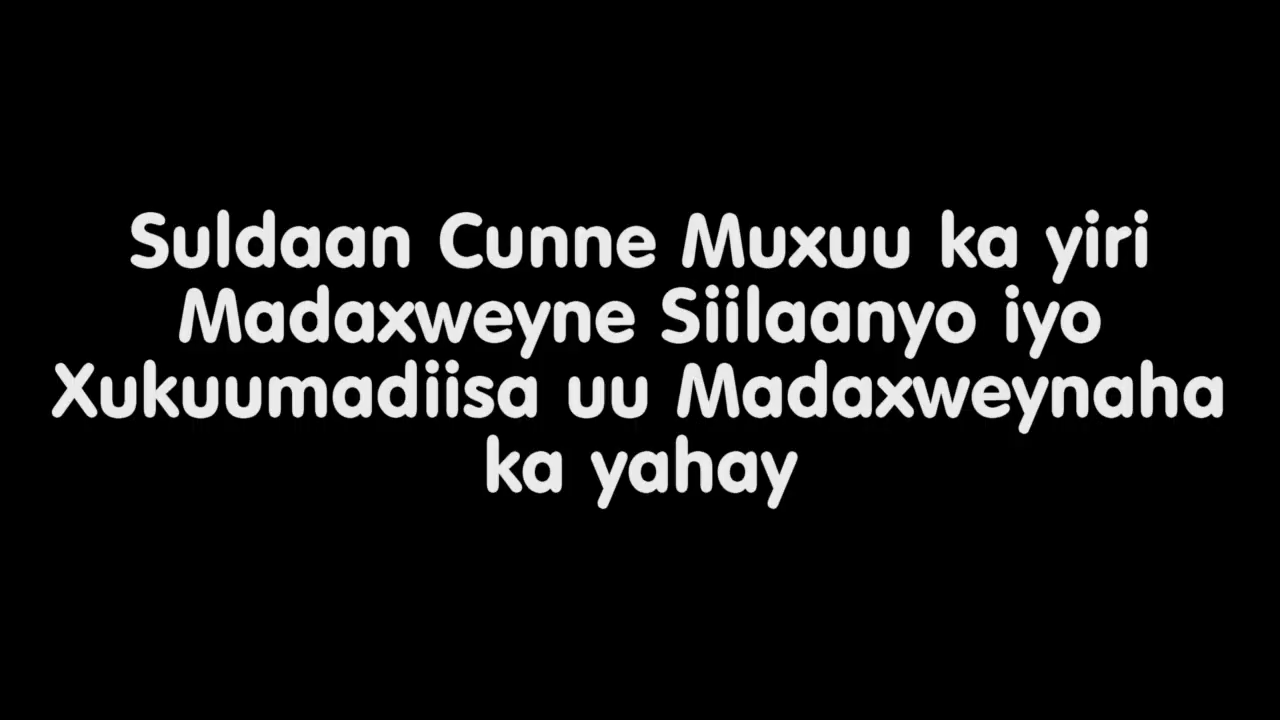 Suldaan Cunne Muxuu ka yiri
Madaxweyne Siilaanyo iyo
Xukuumadiisa uu Madaxweynaha
ka yahay